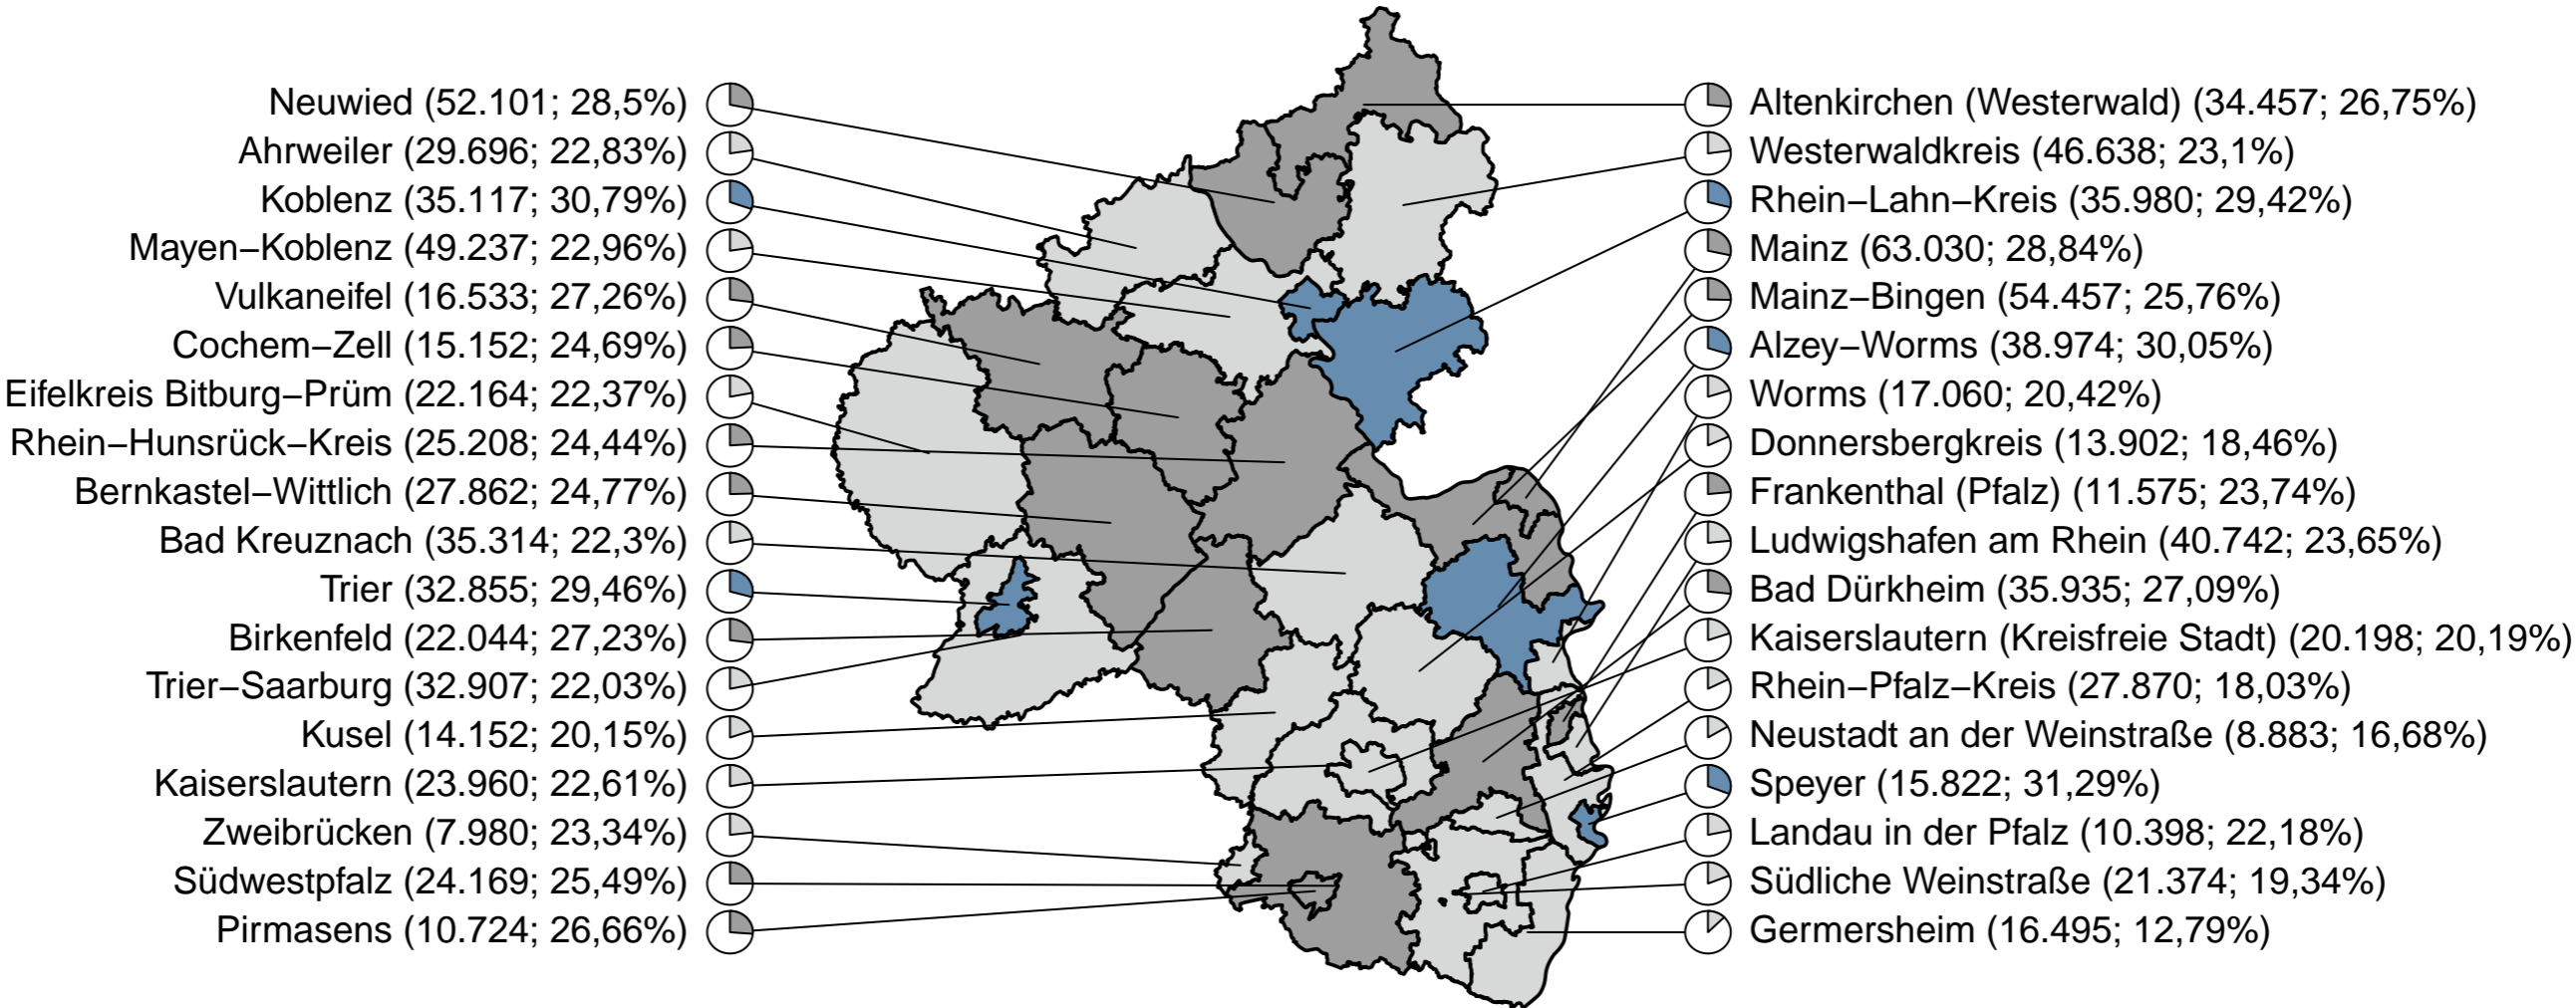 Neuwied (52.101; 28,5%)
Ahrweiler (29.696; 22,83%)
Koblenz (35.117; 30,79%)
Mayen−Koblenz (49.237; 22,96%)
Vulkaneifel (16.533; 27,26%)
Cochem−Zell (15.152; 24,69%)
Eifelkreis Bitburg−Prüm (22.164; 22,37%)
Rhein−Hunsrück−Kreis (25.208; 24,44%)
Bernkastel−Wittlich (27.862; 24,77%)
Bad Kreuznach (35.314; 22,3%)
Trier (32.855; 29,46%)
Birkenfeld (22.044; 27,23%)
Trier−Saarburg (32.907; 22,03%)
Kusel (14.152; 20,15%)
Kaiserslautern (23.960; 22,61%)
Zweibrücken (7.980; 23,34%)
Südwestpfalz (24.169; 25,49%)
Pirmasens (10.724; 26,66%)
Altenkirchen (Westerwald) (34.457; 26,75%)
Westerwaldkreis (46.638; 23,1%)
Rhein−Lahn−Kreis (35.980; 29,42%)
Mainz (63.030; 28,84%)
Mainz−Bingen (54.457; 25,76%)
Alzey−Worms (38.974; 30,05%)
Worms (17.060; 20,42%)
Donnersbergkreis (13.902; 18,46%)
Frankenthal (Pfalz) (11.575; 23,74%)
Ludwigshafen am Rhein (40.742; 23,65%)
Bad Dürkheim (35.935; 27,09%)
Kaiserslautern (Kreisfreie Stadt) (20.198; 20,19%)
Rhein−Pfalz−Kreis (27.870; 18,03%)
Neustadt an der Weinstraße (8.883; 16,68%)
Speyer (15.822; 31,29%)
Landau in der Pfalz (10.398; 22,18%)
Südliche Weinstraße (21.374; 19,34%)
Germersheim (16.495; 12,79%)